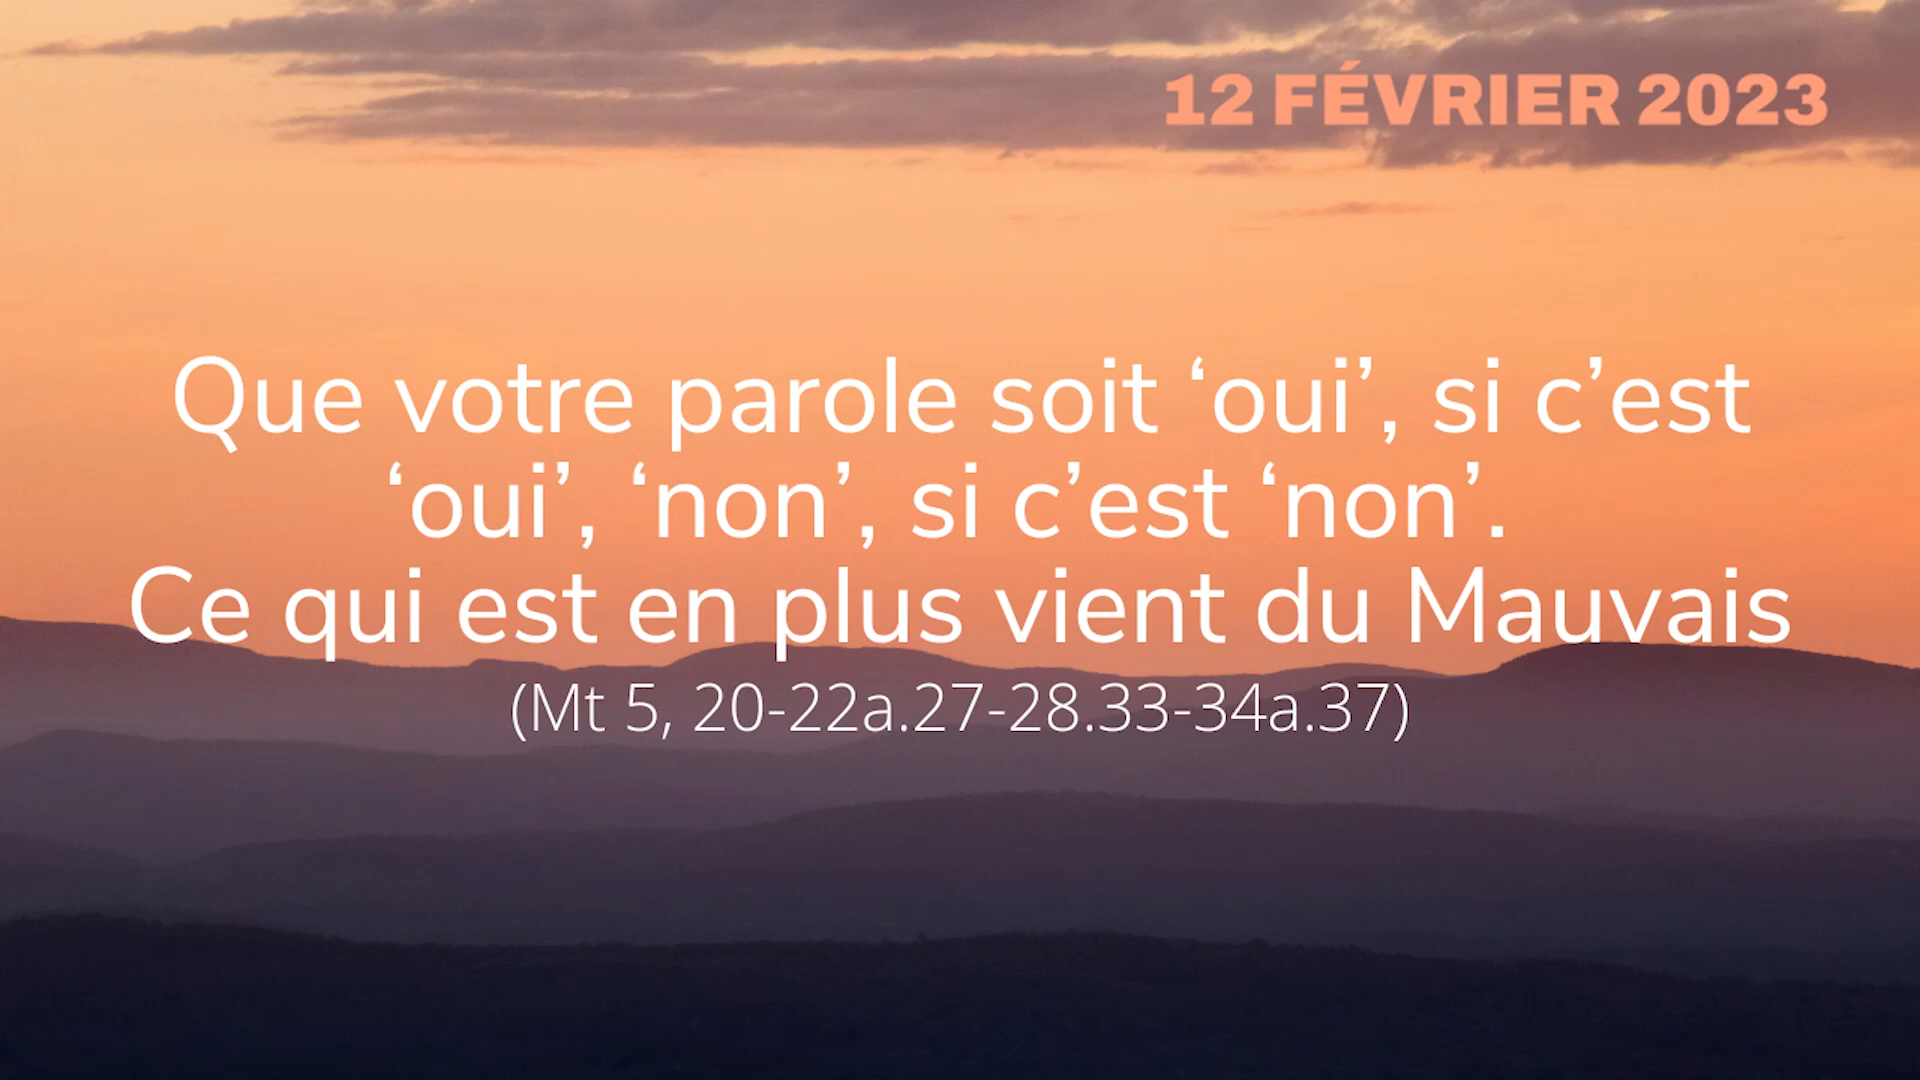 12 FÉVRIER 2023
Que votre parole soit ‘oui’, si c’est
‘oui’, ‘non’, si c’est ‘non’.
Ce qui est en plus vient du Mauvais
(Mt 5, 20-22a.27-28.33-34a.37)